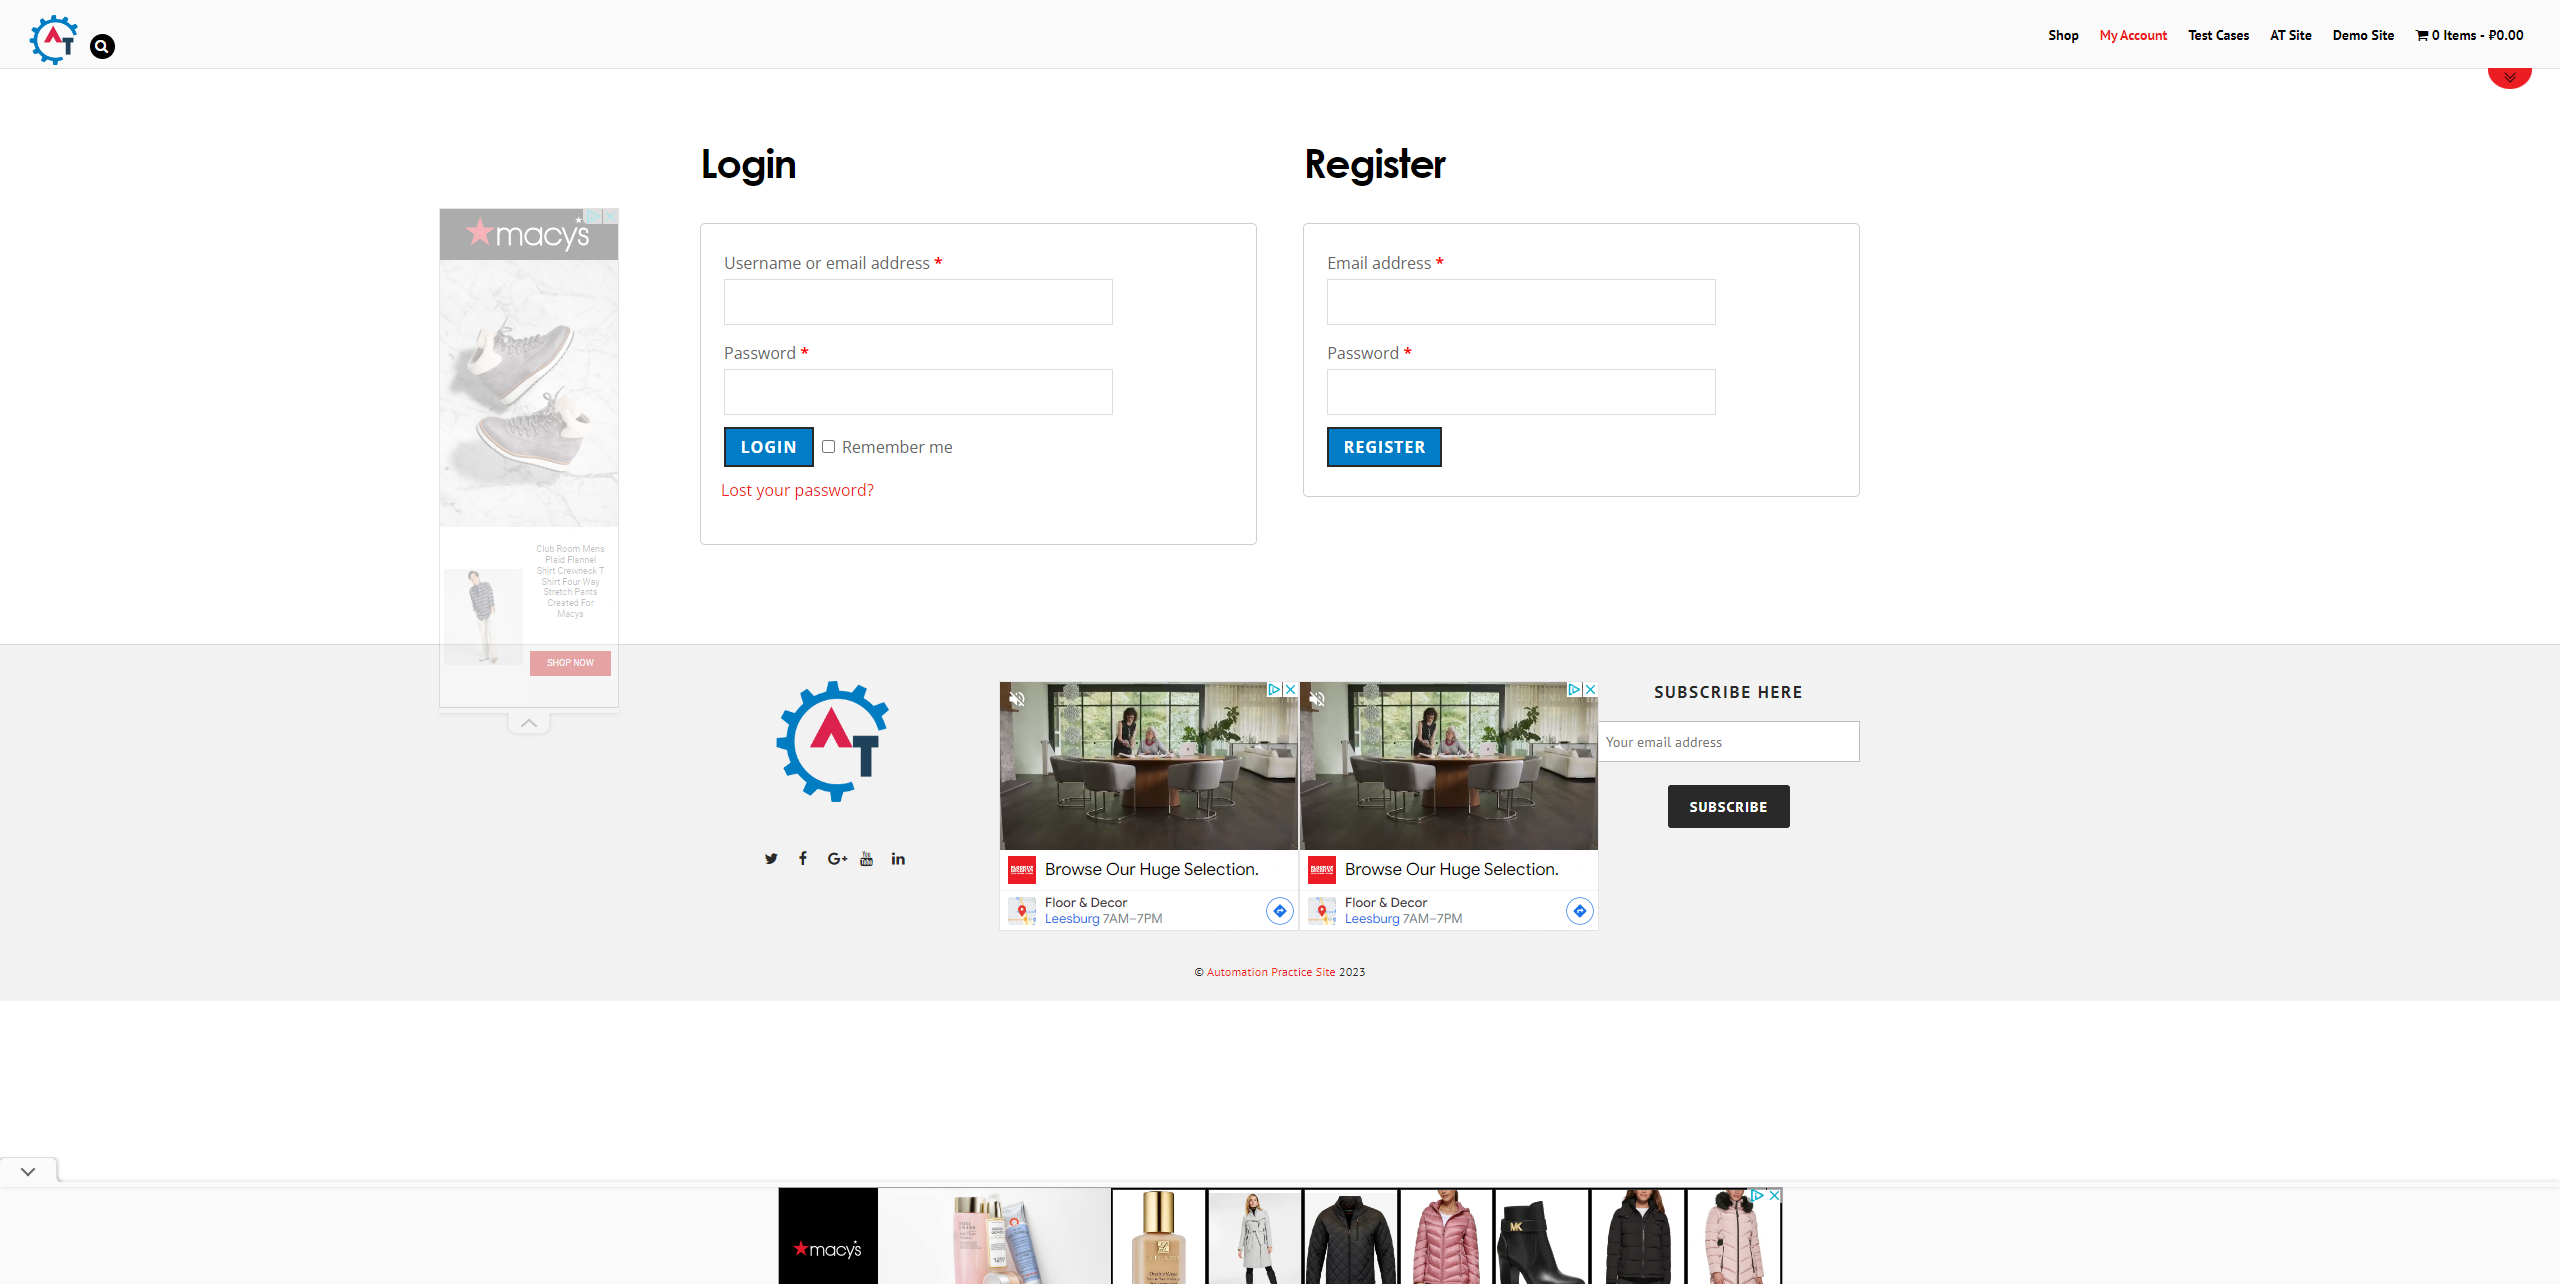 AT
Shop
My Account
Test Cases
AT Site
Demo Site
0 Items - ₽0.00
Login
Username or email address *
Password *
LOGIN
Remember me
Lost your password?
Register
Email address *
Password *
REGISTER
macy's
Club Room Mens
Plaid Flannel
Shirt Crewneck T
Shirt Four Way
Stretch Pants
Created For
Macys
SHOP NOW
AT
Browse Our Huge Selection.
Floor & Decor
Leesburg 7AM–7PM
Browse Our Huge Selection.
Floor & Decor
Leesburg 7AM–7PM
SUBSCRIBE HERE
Your email address
SUBSCRIBE
© Automation Practice Site 2023
macy's
MK